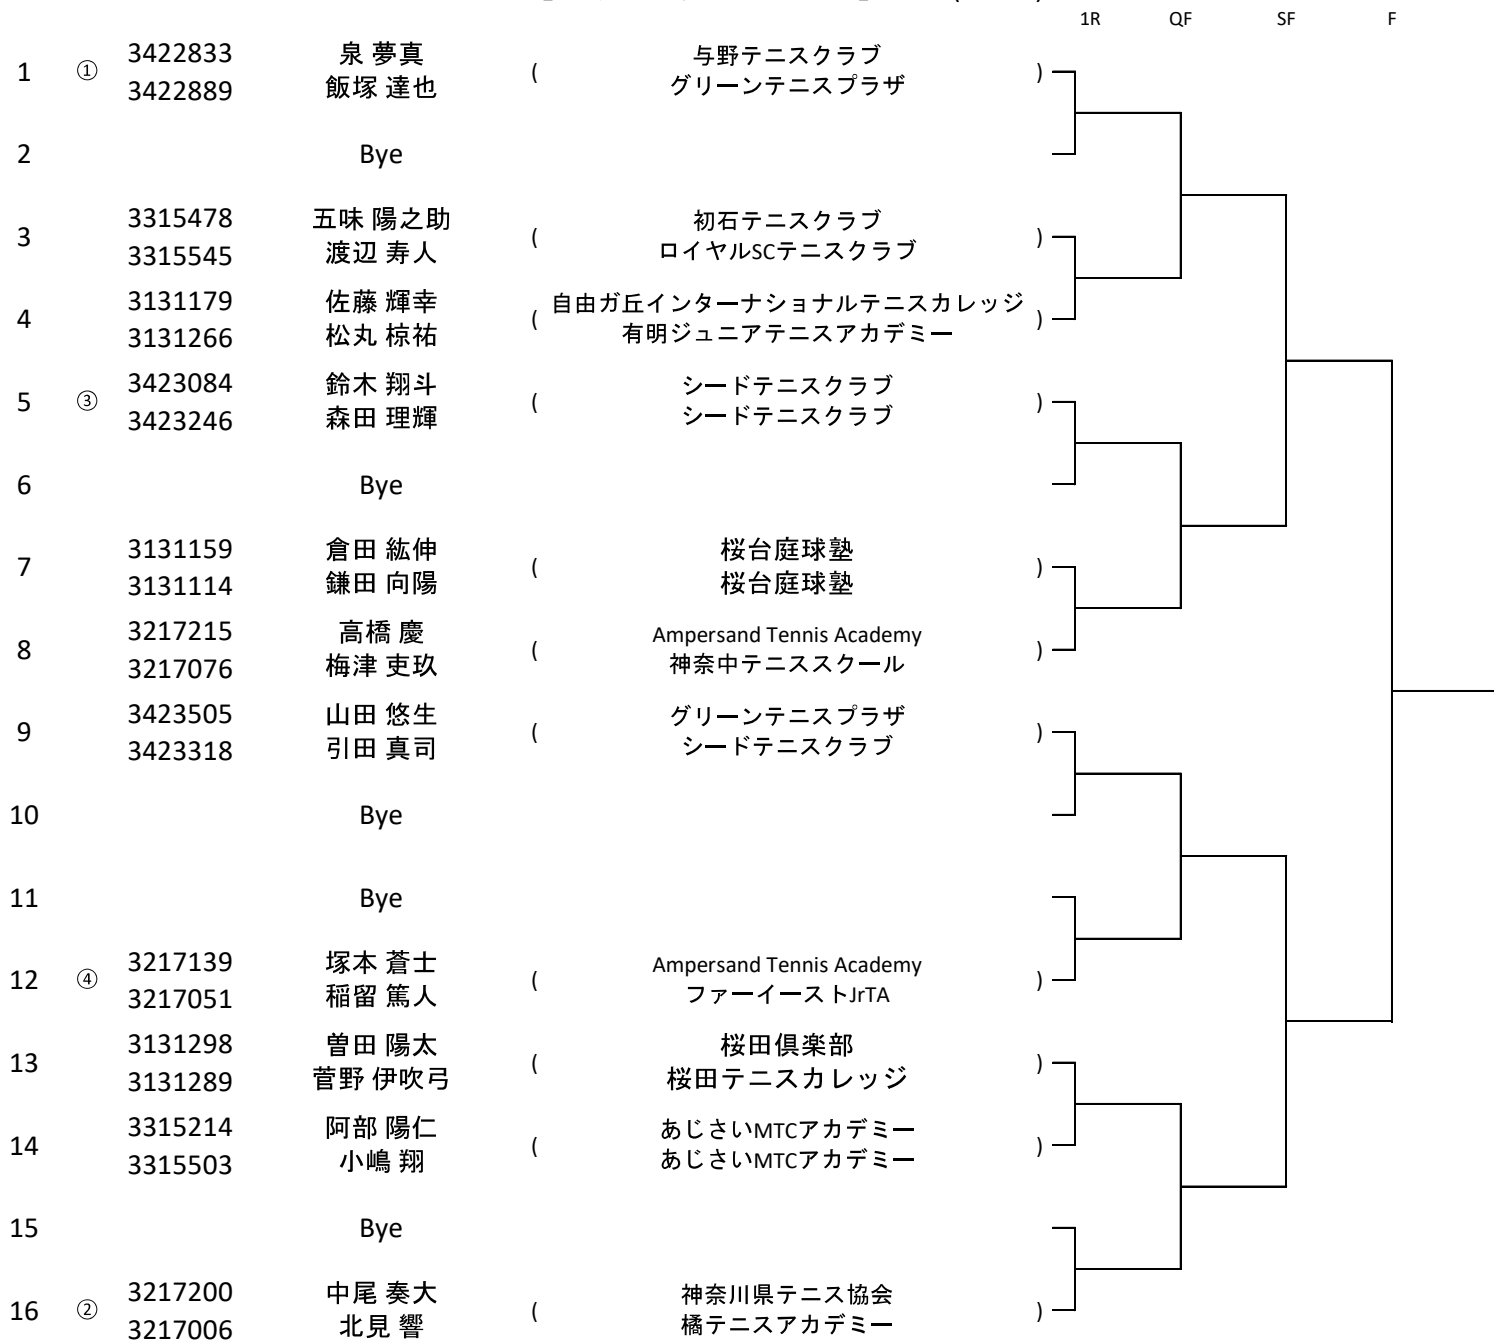 1R QF SF F
3422833 泉 夢真 与野テニスクラブ
1 ① ( )
3422889 飯塚 達也 グリーンテニスプラザ
2 Bye
3315478 五味 陽之助 初石テニスクラブ
3 ( )
3315545 渡辺 寿人 ロイヤルSCテニスクラブ
3131179 佐藤 輝幸 自由ガ丘インターナショナルテニスカレッジ
4 ( )
3131266 松丸 椋祐 有明ジュニアテニスアカデミー
3423084 鈴木 翔斗 シードテニスクラブ
5 ③ ( )
3423246 森田 理輝 シードテニスクラブ
6 Bye
3131159 倉田 紘伸 桜台庭球塾
7 ( )
3131114 鎌田 向陽 桜台庭球塾
3217215 高橋 慶 Ampersand Tennis Academy
8 ( )
3217076 梅津 吏玖 神奈中テニススクール
3423505 山田 悠生 グリーンテニスプラザ
9 ( )
3423318 引田 真司 シードテニスクラブ
10 Bye
11 Bye
3217139 塚本 蒼士 Ampersand Tennis Academy
12 ④ ( )
3217051 稲留 篤人 ファーイーストJrTA
3131298 曽田 陽太 桜田倶楽部
13 ( )
3131289 菅野 伊吹弓 桜田テニスカレッジ
3315214 阿部 陽仁 あじさいMTCアカデミー
14 ( )
3315503 小嶋 翔 あじさいMTCアカデミー
15 Bye
3217200 中尾 奏大 神奈川県テニス協会
16 ② ( )
3217006 北見 響 橘テニスアカデミー